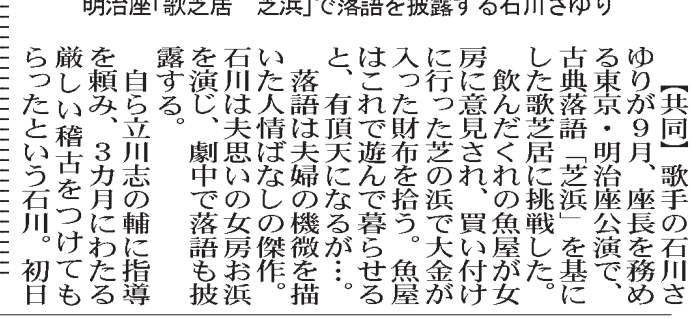 明治座「歌芝居　芝浜」で落語を披露する石川さゆり
【共同】歌手の石川さ
ゆりが９月、座長を務め
る東京・明治座公演で、
古典落語「芝浜」を基に
した歌芝居に挑戦した。
飲んだくれの魚屋が女
房に意見され、買い付け
に行った芝の浜で大金が
入った財布を拾う。魚屋
はこれで遊んで暮らせる
と、有頂天になるが…。
落語は夫婦の機微を描
いた人情ばなしの傑作。
石川は夫思いの女房お浜
を演じ、劇中で落語も披
露する。
自ら立川志の輔に指導
を頼み、３カ月にわたる
厳しい稽古をつけても
らったという石川。初日